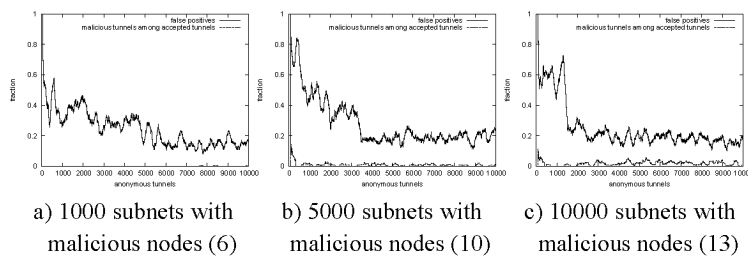 false positives
malicious tunnels among accepted tunnels
1
0.8
0.6
0.4
0.2
0
fraction
0 1000 2000 3000 4000 5000 6000 7000 8000 9000 10000
anonymous tunnels
a) 1000 subnets with
malicious nodes (6)
false positives
malicious tunnels among accepted tunnels
1
0.8
0.6
0.4
0.2
0
fraction
0 1000 2000 3000 4000 5000 6000 7000 8000 9000 10000
anonymous tunnels
b) 5000 subnets with
malicious nodes (10)
false positives
malicious tunnels among accepted tunnels
1
0.8
0.6
0.4
0.2
0
fraction
0 1000 2000 3000 4000 5000 6000 7000 8000 9000 10000
anonymous tunnels
c) 10000 subnets with
malicious nodes (13)